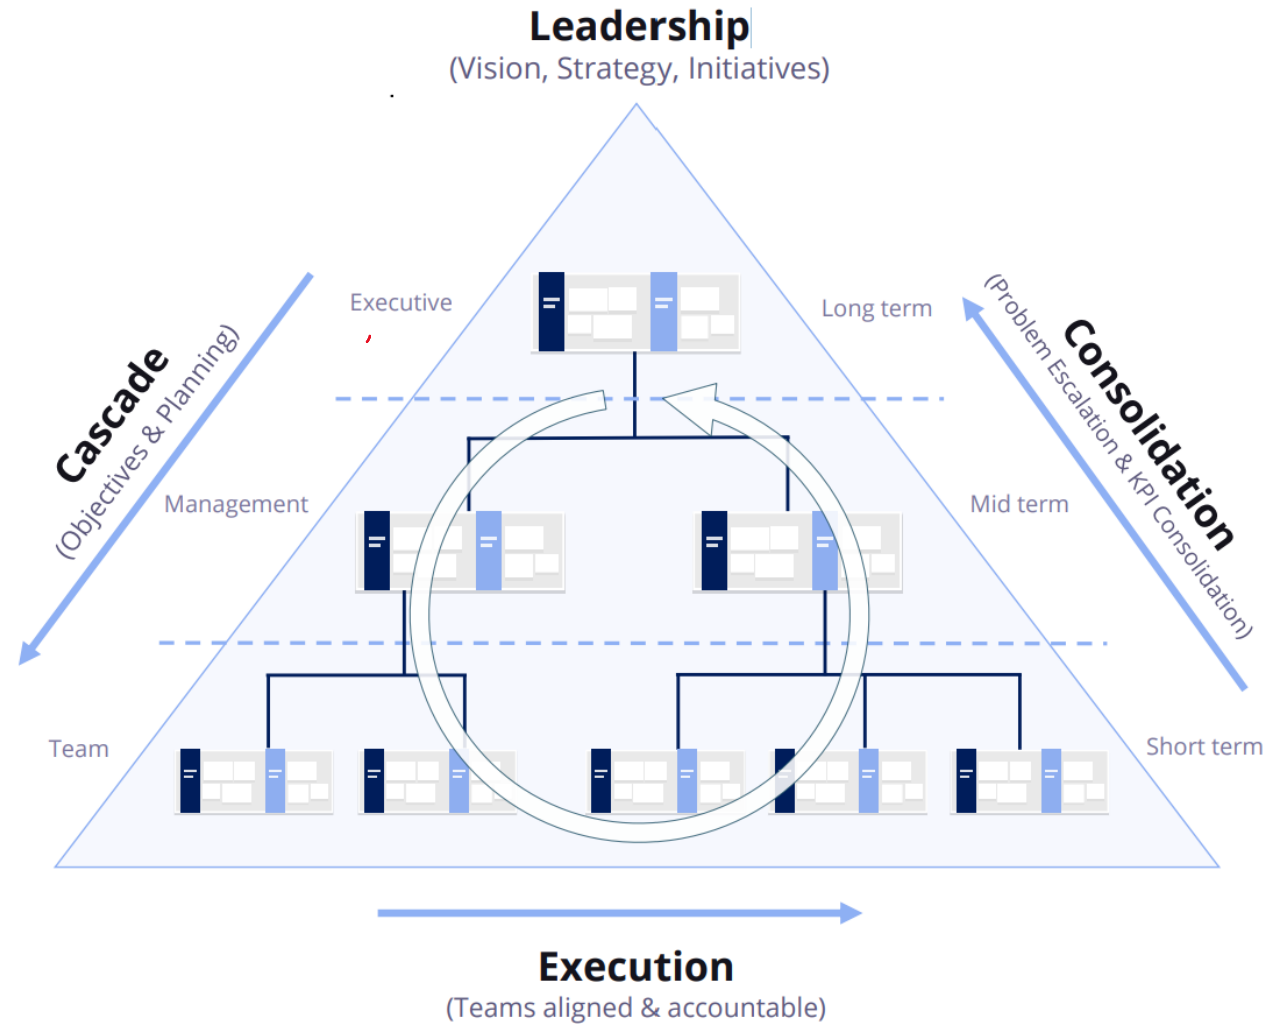 Leadership
(Vision, Strategy, Initiatives)
Executive
Long term
Cascade
(Objectives & Planning)
Consolidation
(Problem Escalation & KPI Consolidation)
Management
Mid term
Team
Short term
Execution
(Teams aligned & accountable)